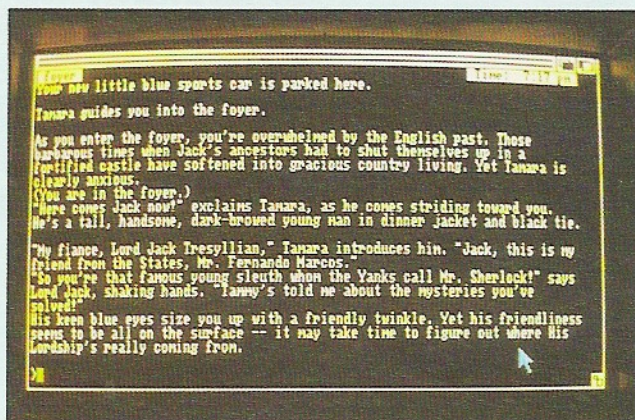 Foyer Time: 7:17 pm
Your new little blue sports car is parked here.
Tamara guides you into the foyer.
As you enter the foyer, you're overwhelmed by the English past. Those
barbarous times when Jack's ancestors had to shut themselves up in a
fortified castle have softened into gracious country living. Yet Tamara is
clearly anxious.
(You are in the foyer.)
"Here comes Jack now!" exclaims Tamara, as he comes striding toward you.
He's a tall, handsome, dark-browed young man in dinner jacket and black tie.
"My fiance, Lord Jack Tresyllian," Tamara introduces him. "Jack, this is my
friend from the States, Mr. Fernando Marcos."
"So you're that famous young sleuth whom the Yanks call Mr. Sherlock!" says
Lord Jack, shaking hands. "Tammy's told me about the mysteries you've
solved!"
His keen blue eyes size you up with a friendly twinkle. Yet his friendliness
seems to be all on the surface -- it may take time to figure out where His
Lordship's really coming from.
>